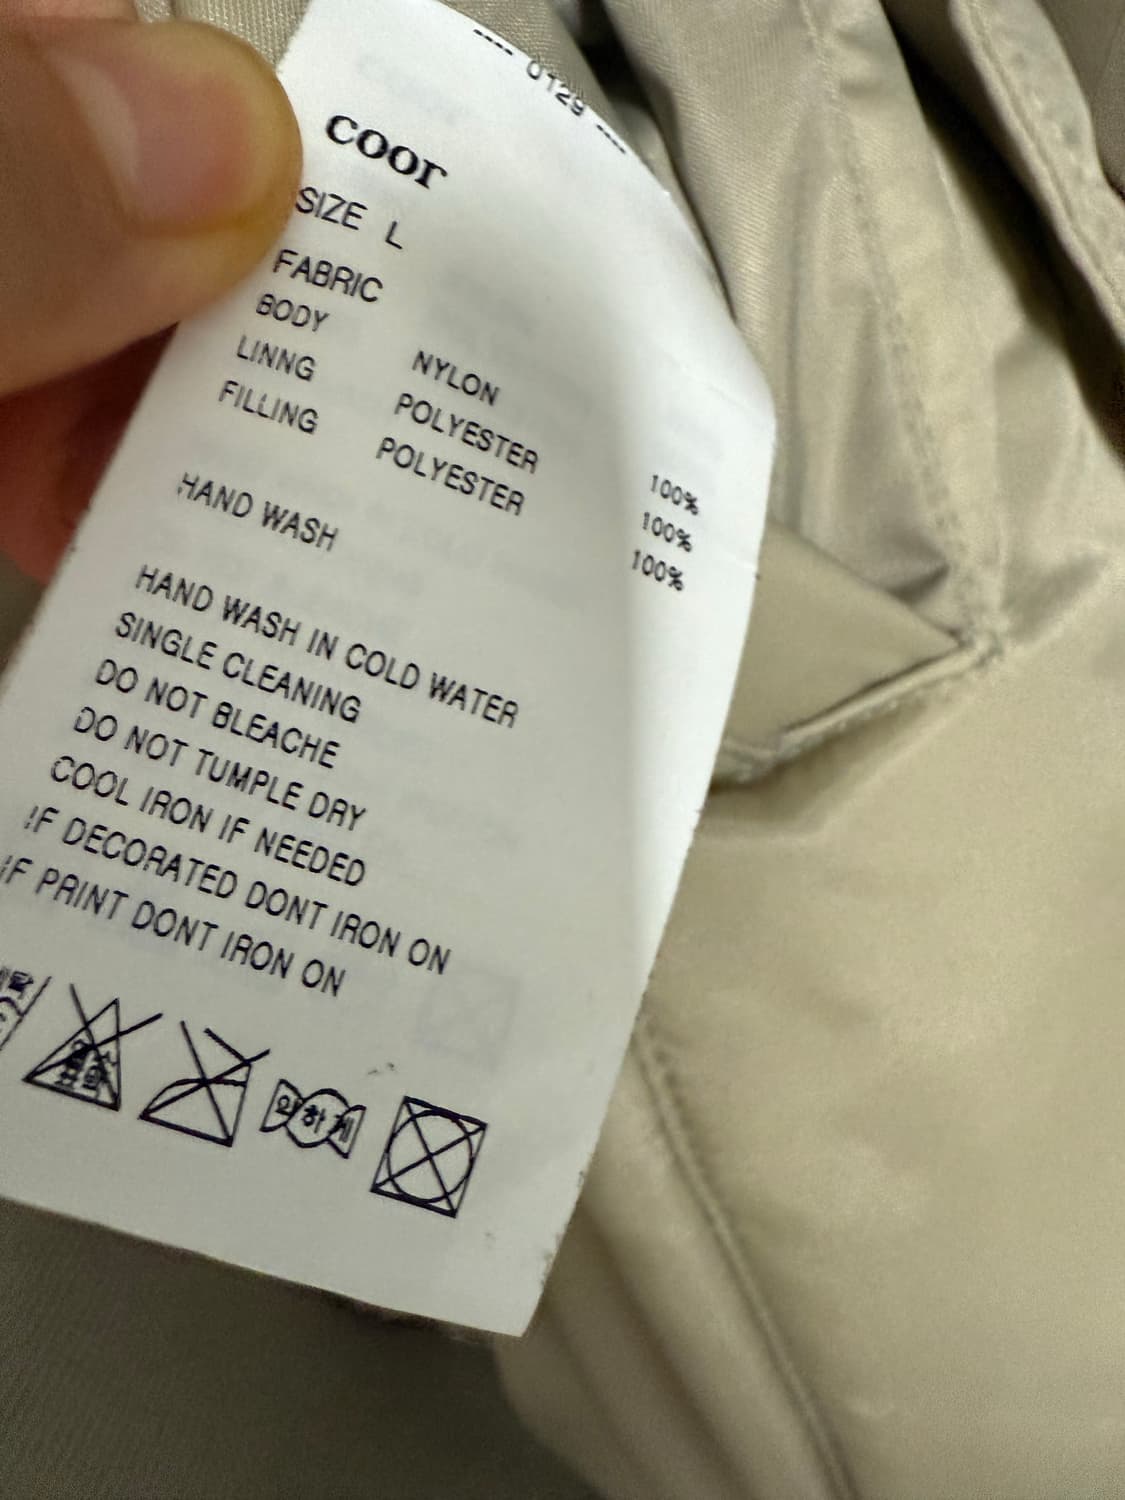 ---- 0129 ----
coor
SIZE L
FABRIC
BODY NYLON 100%
LINNG POLYESTER 100%
FILLING POLYESTER 100%
HAND WASH
HAND WASH IN COLD WATER
SINGLE CLEANING
DO NOT BLEACHE
DO NOT TUMPLE DRY
COOL IRON IF NEEDED
IF DECORATED DONT IRON ON
IF PRINT DONT IRON ON
약하게